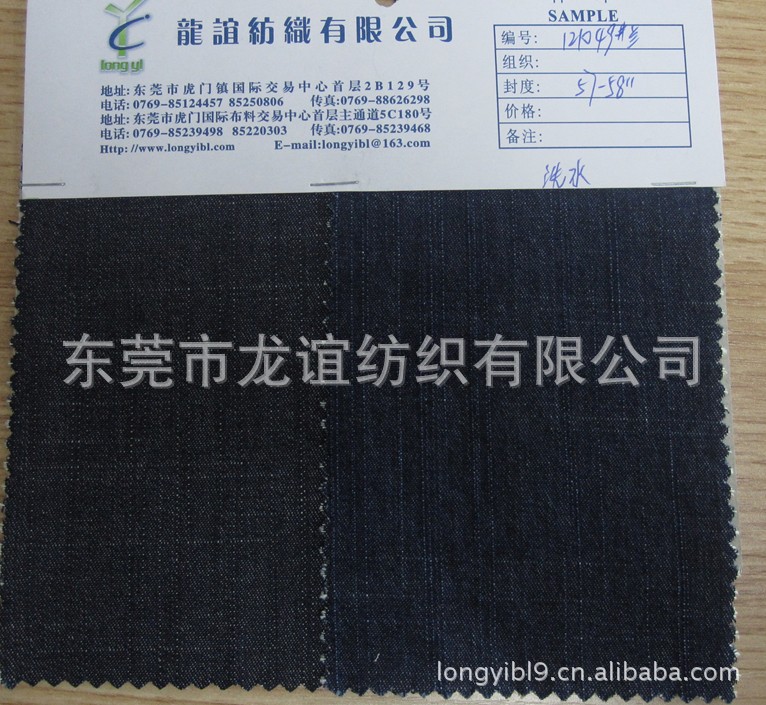 long yl
龍誼紡織有限公司
地址:东莞市虎门镇国际交易中心首层2B129号
电话:0769-85124457 85250806 传真:0769-88626298
地址:东莞市虎门国际布料交易中心首层主通道5C180号
电话:0769-85239498 85220303 传真:0769-85239468
Http://www.longyibl.com E-mail:longyibl@163.com
SAMPLE
编号:
组织:
封度: 57-58"
价格:
备注:
洗水
东莞市龙谊纺织有限公司
longyibl9.cn.alibaba.com